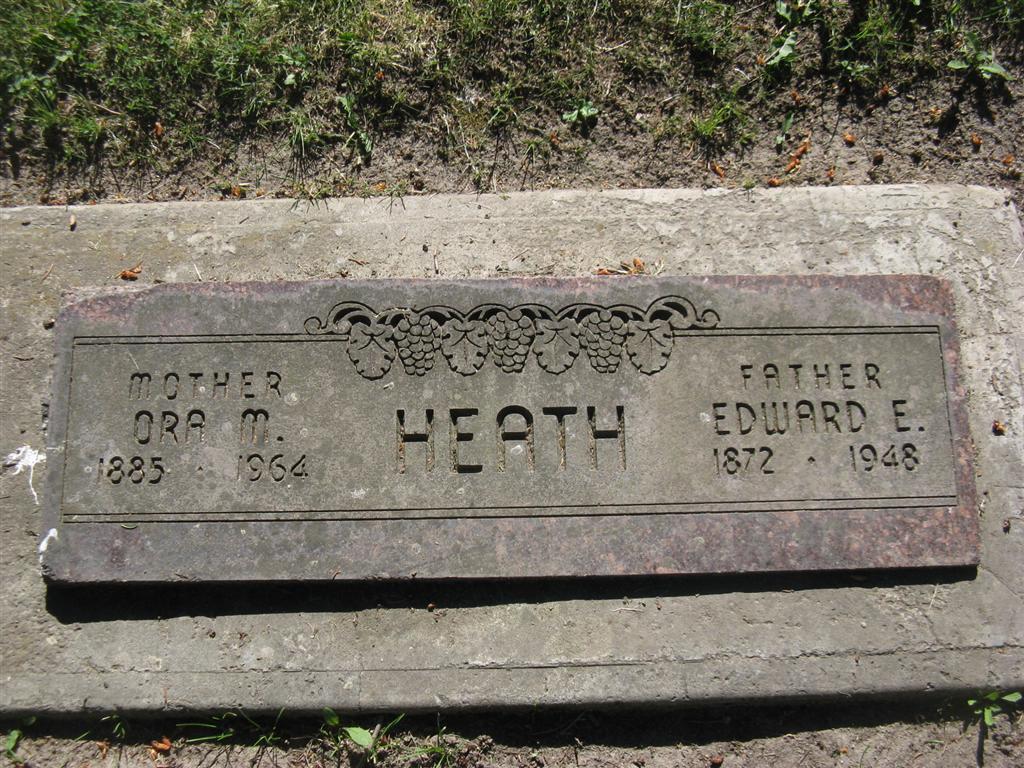 MOTHER
ORA M.
1885 · 1964
HEATH
FATHER
EDWARD E.
1872 · 1948